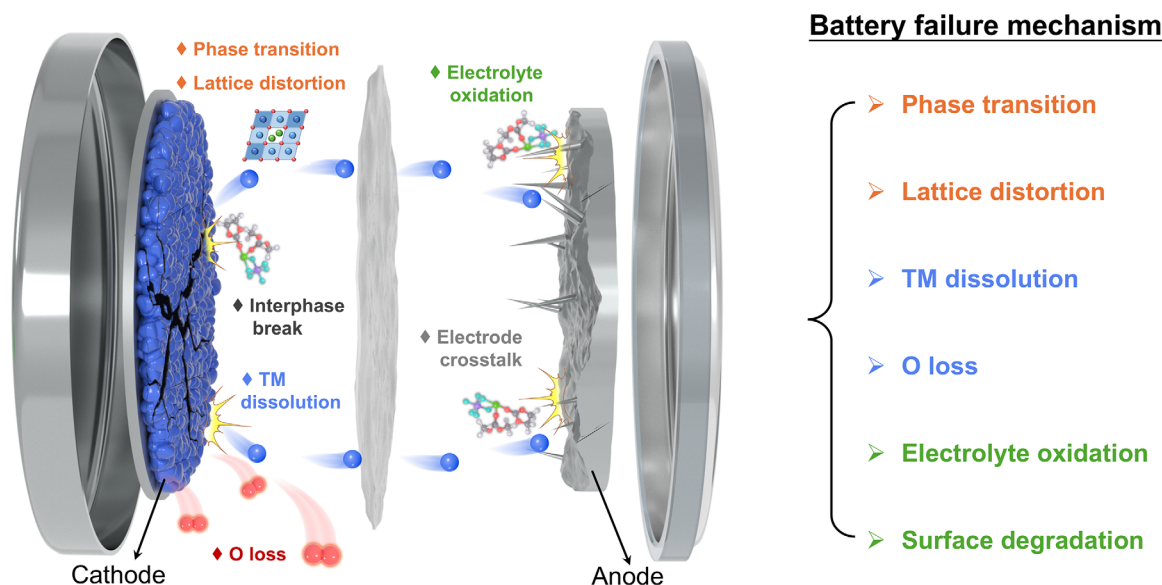 ♦ Phase transition
♦ Lattice distortion
♦ Electrolyte
oxidation
♦ Interphase
break
♦ Electrode
crosstalk
♦ TM
dissolution
♦ O loss
Cathode
Anode
Battery failure mechanism
➢ Phase transition
➢ Lattice distortion
➢ TM dissolution
➢ O loss
➢ Electrolyte oxidation
➢ Surface degradation